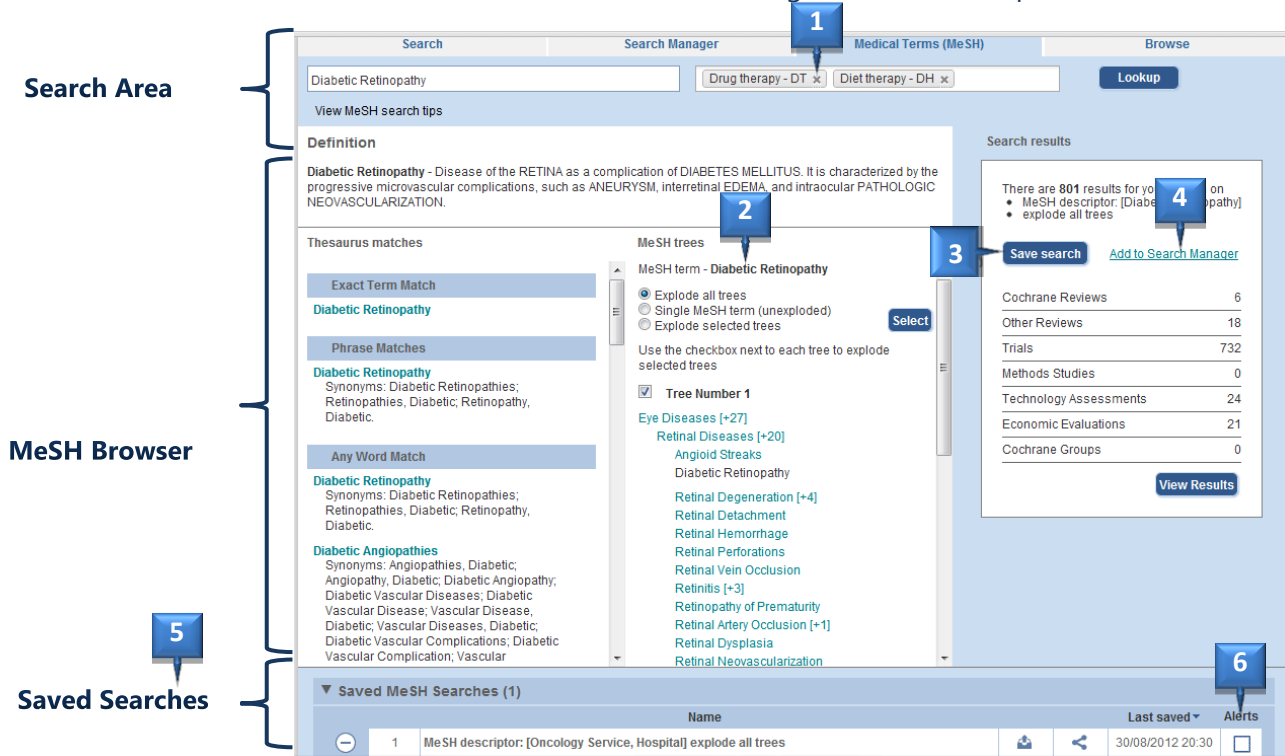 1
Search
Search Manager
Medical Terms (MeSH)
Browse
Search Area
Diabetic Retinopathy
Drug therapy - DT x
Diet therapy - DH x
Lookup
View MeSH search tips
Definition
Diabetic Retinopathy - Disease of the RETINA as a complication of DIABETES MELLITUS. It is characterized by the
progressive microvascular complications, such as ANEURYSM, interretinal EDEMA, and intraocular PATHOLOGIC
NEOVASCULARIZATION.
Search results
There are 801 results for your on
• MeSH descriptor: [Diabetic Retinopathy]
• explode all trees
4
3
Save search
Add to Search Manager
Cochrane Reviews 6
Other Reviews 18
Trials 732
Methods Studies 0
Technology Assessments 24
Economic Evaluations 21
Cochrane Groups 0
View Results
MeSH Browser
Thesaurus matches
Exact Term Match
Diabetic Retinopathy
Phrase Matches
Diabetic Retinopathy
Synonyms: Diabetic Retinopathies;
Retinopathies, Diabetic; Retinopathy,
Diabetic.
Any Word Match
Diabetic Retinopathy
Synonyms: Diabetic Retinopathies;
Retinopathies, Diabetic; Retinopathy,
Diabetic.
Diabetic Angiopathies
Synonyms: Angiopathies, Diabetic;
Angiopathy, Diabetic; Diabetic Angiopathy;
Diabetic Vascular Diseases; Diabetic
Vascular Disease; Vascular Disease,
Diabetic; Vascular Diseases, Diabetic;
Diabetic Vascular Complications; Diabetic
Vascular Complication; Vascular
2
MeSH trees
MeSH term - Diabetic Retinopathy
Explode all trees
Single MeSH term (unexploded)
Explode selected trees
Select
Use the checkbox next to each tree to explode
selected trees
Tree Number 1
Eye Diseases [+27]
Retinal Diseases [+20]
Angioid Streaks
Diabetic Retinopathy
Retinal Degeneration [+4]
Retinal Detachment
Retinal Hemorrhage
Retinal Perforations
Retinal Vein Occlusion
Retinitis [+3]
Retinopathy of Prematurity
Retinal Artery Occlusion [+1]
Retinal Dysplasia
Retinal Neovascularization
5
6
Saved Searches
Saved MeSH Searches (1)
Name
Last saved
Alerts
1
MeSH descriptor: [Oncology Service, Hospital] explode all trees
30/08/2012 20:30